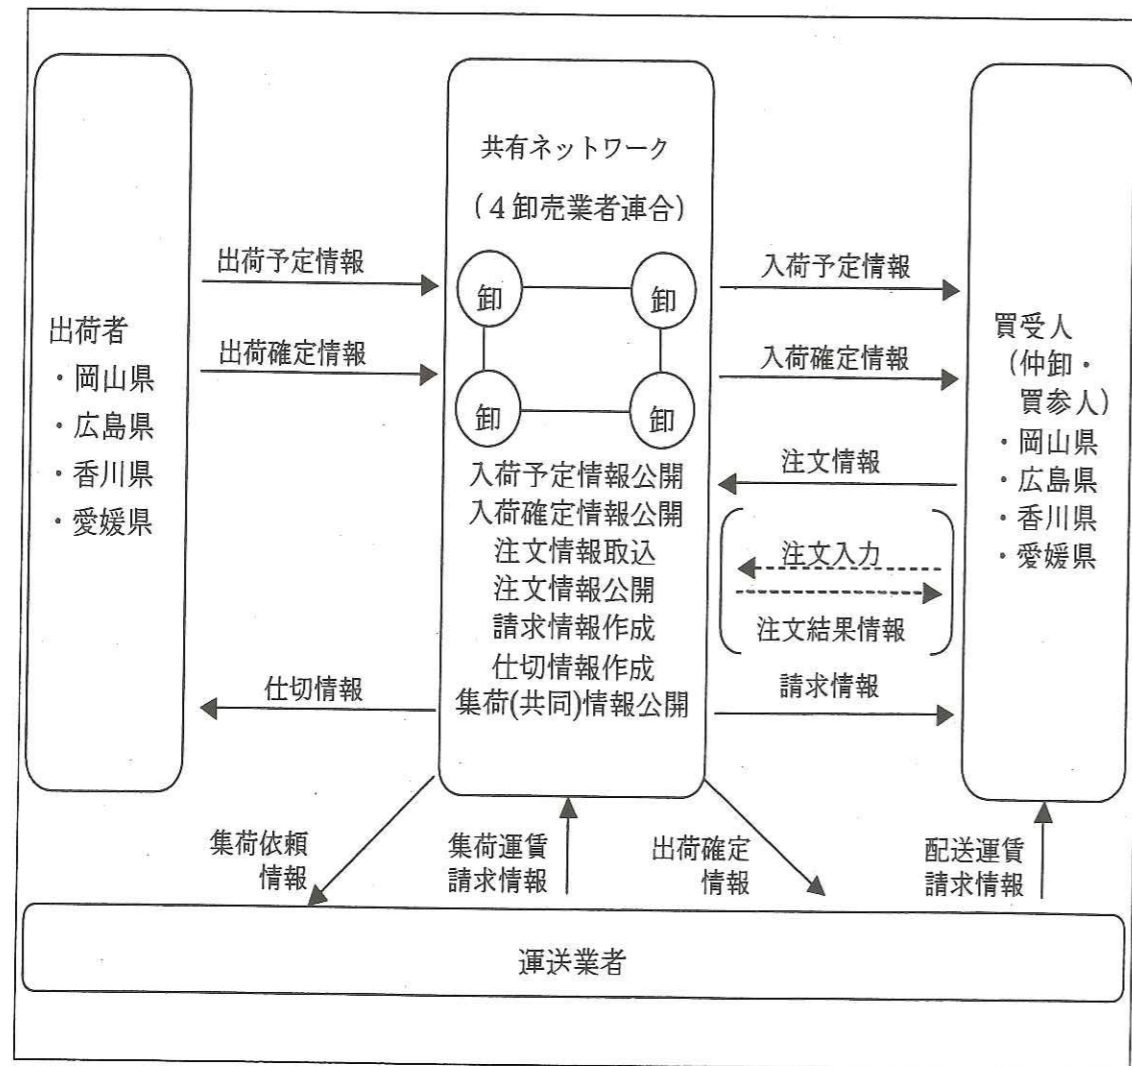 共有ネットワーク
(4卸売業者連合)
出荷予定情報
出荷確定情報
出荷者
・岡山県
・広島県
・香川県
・愛媛県
卸
卸
卸
卸
入荷予定情報公開
入荷確定情報公開
注文情報取込
注文情報公開
請求情報作成
仕切情報作成
集荷(共同)情報公開
入荷予定情報
入荷確定情報
注文情報
注文入力
注文結果情報
請求情報
買受人
(仲卸・
買参人)
・岡山県
・広島県
・香川県
・愛媛県
仕切情報
集荷依頼
情報
集荷運賃
請求情報
出荷確定
情報
配送運賃
請求情報
運送業者